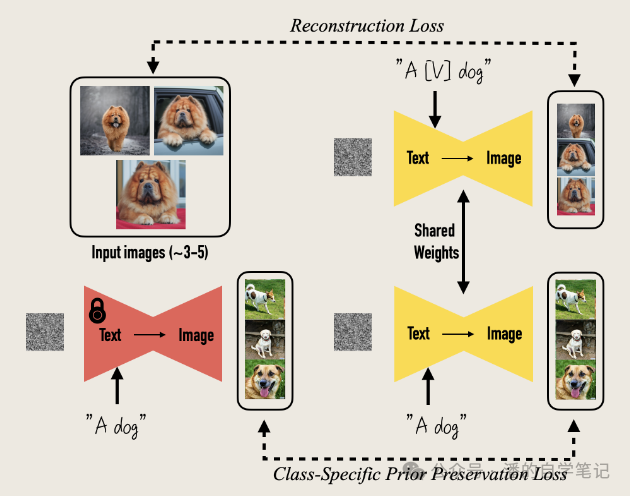 Reconstruction Loss
"A [V] dog"
Text → Image
Input images (~3–5)
Shared
Weights
Text → Image
Text → Image
"A dog"
"A dog"
公众号 · 潘的自学笔记
Class-Specific Prior Preservation Loss